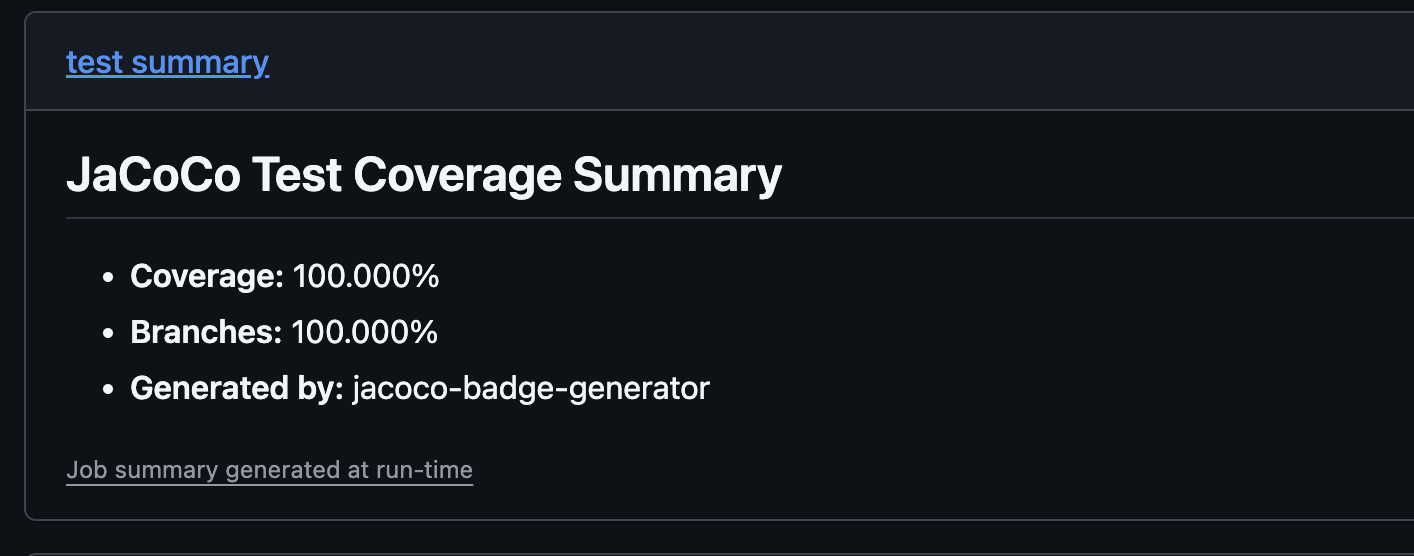 test summary
JaCoCo Test Coverage Summary
Coverage: 100.000%
Branches: 100.000%
Generated by: jacoco-badge-generator
Job summary generated at run-time